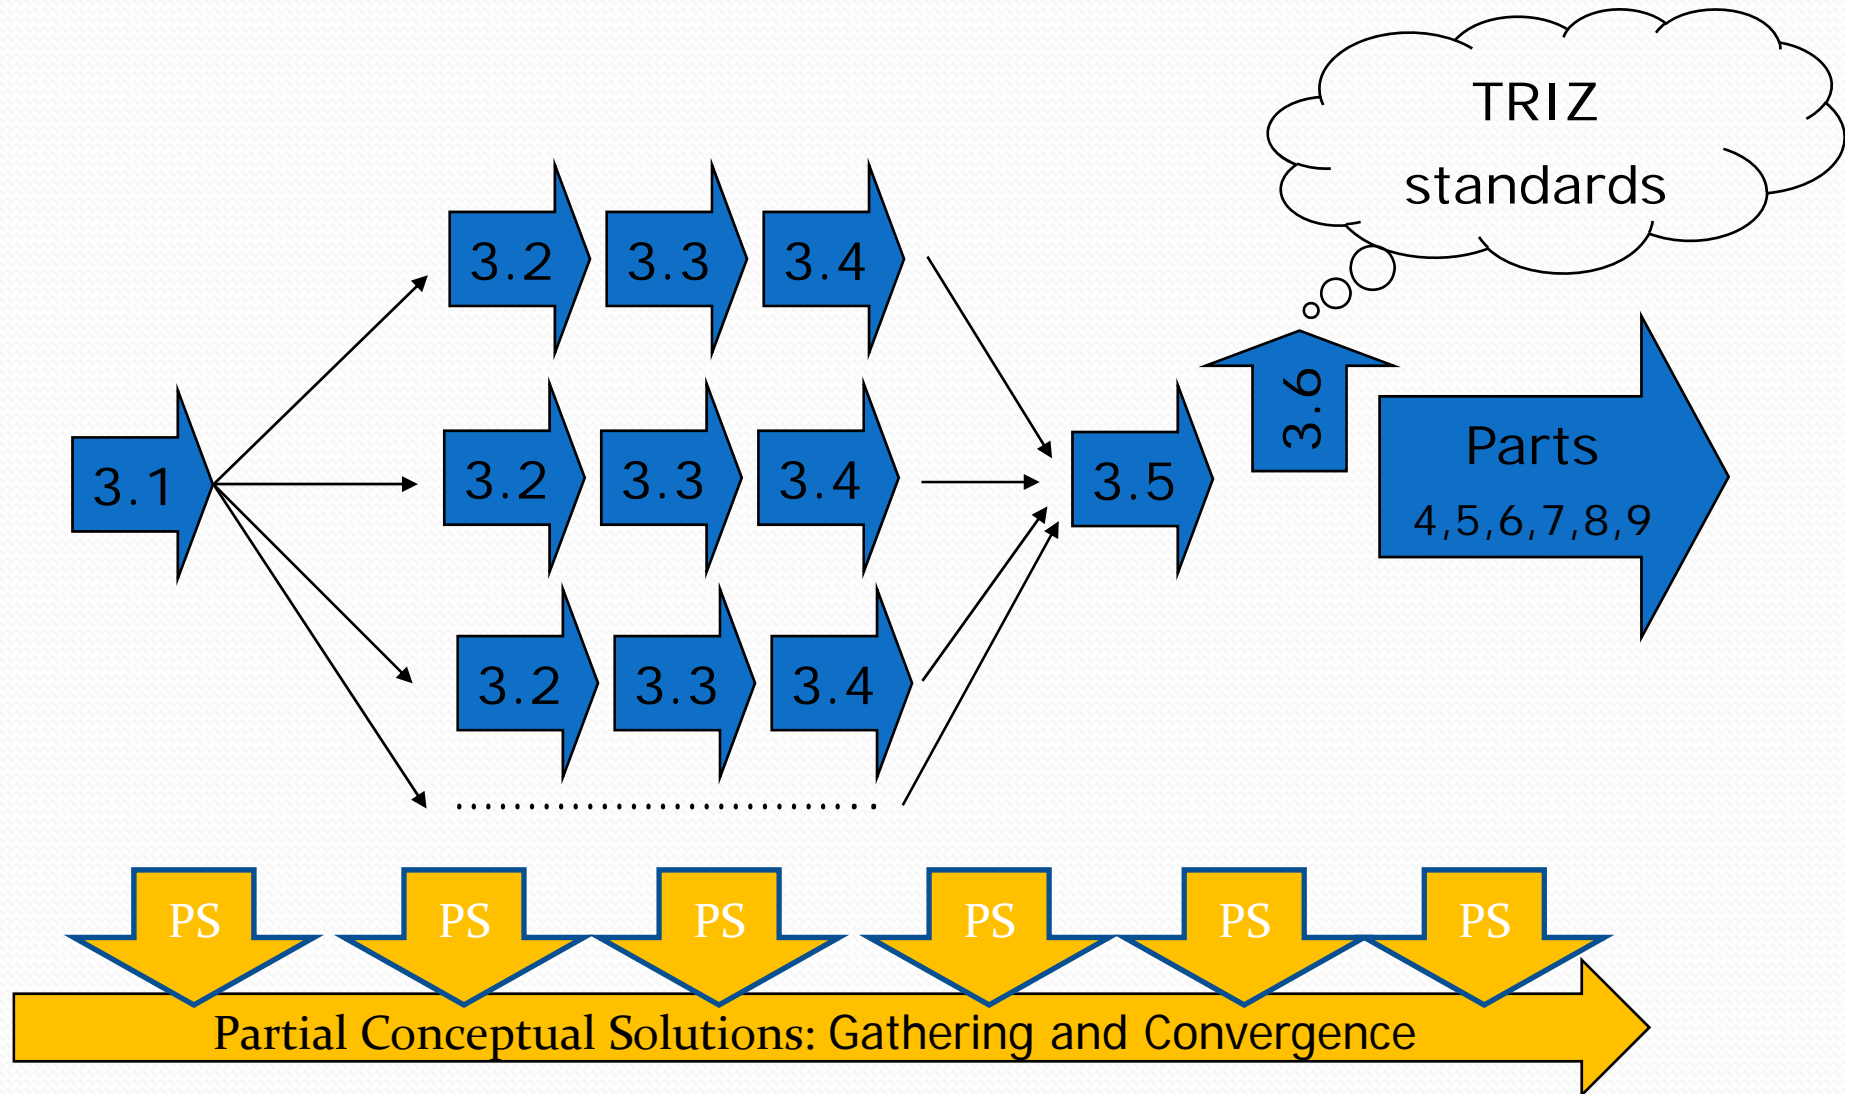 TRIZ
standards
3.2 3.3 3.4
3.1
3.2 3.3 3.4
3.5
3.6
Parts
4,5,6,7,8,9
3.2 3.3 3.4
PS PS PS PS PS PS
Partial Conceptual Solutions: Gathering and Convergence